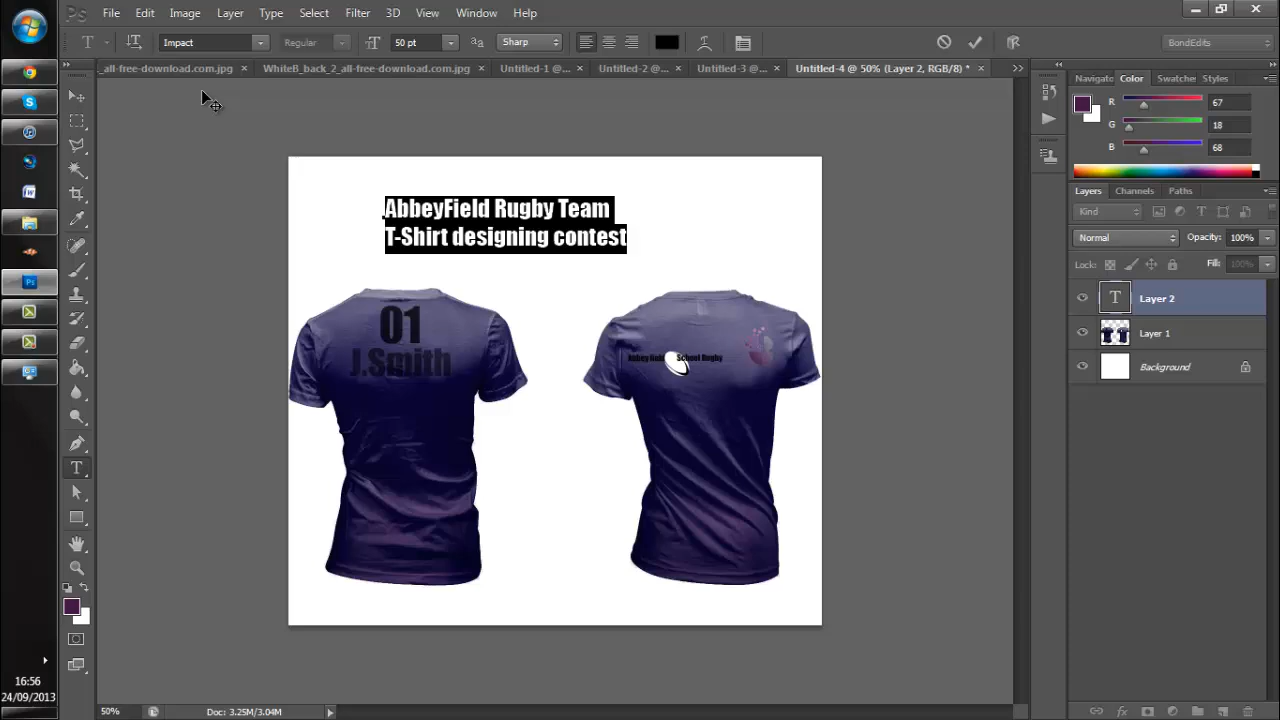 Ps File Edit Image Layer Type Select Filter 3D View Window Help
T Impact Regular 50 pt Sharp BondEdits
_all-free-download.com.jpg × WhiteB_back_2_all-free-download.com.jpg × Untitled-1 @ ... × Untitled-2 @... × Untitled-3 @... × Untitled-4 @ 50% (Layer 2, RGB/8) * ×
Navigato Color Swatches Styles
R 67
G 18
B 68
Layers Channels Paths
Kind
Normal Opacity: 100%
Lock: Fill: 100%
T Layer 2
Layer 1
Background
AbbeyField Rugby Team
T-Shirt designing contest
01
J.Smith
Abbey Field School Rugby
16:56
24/09/2013
50% Doc: 3.25M/3.04M